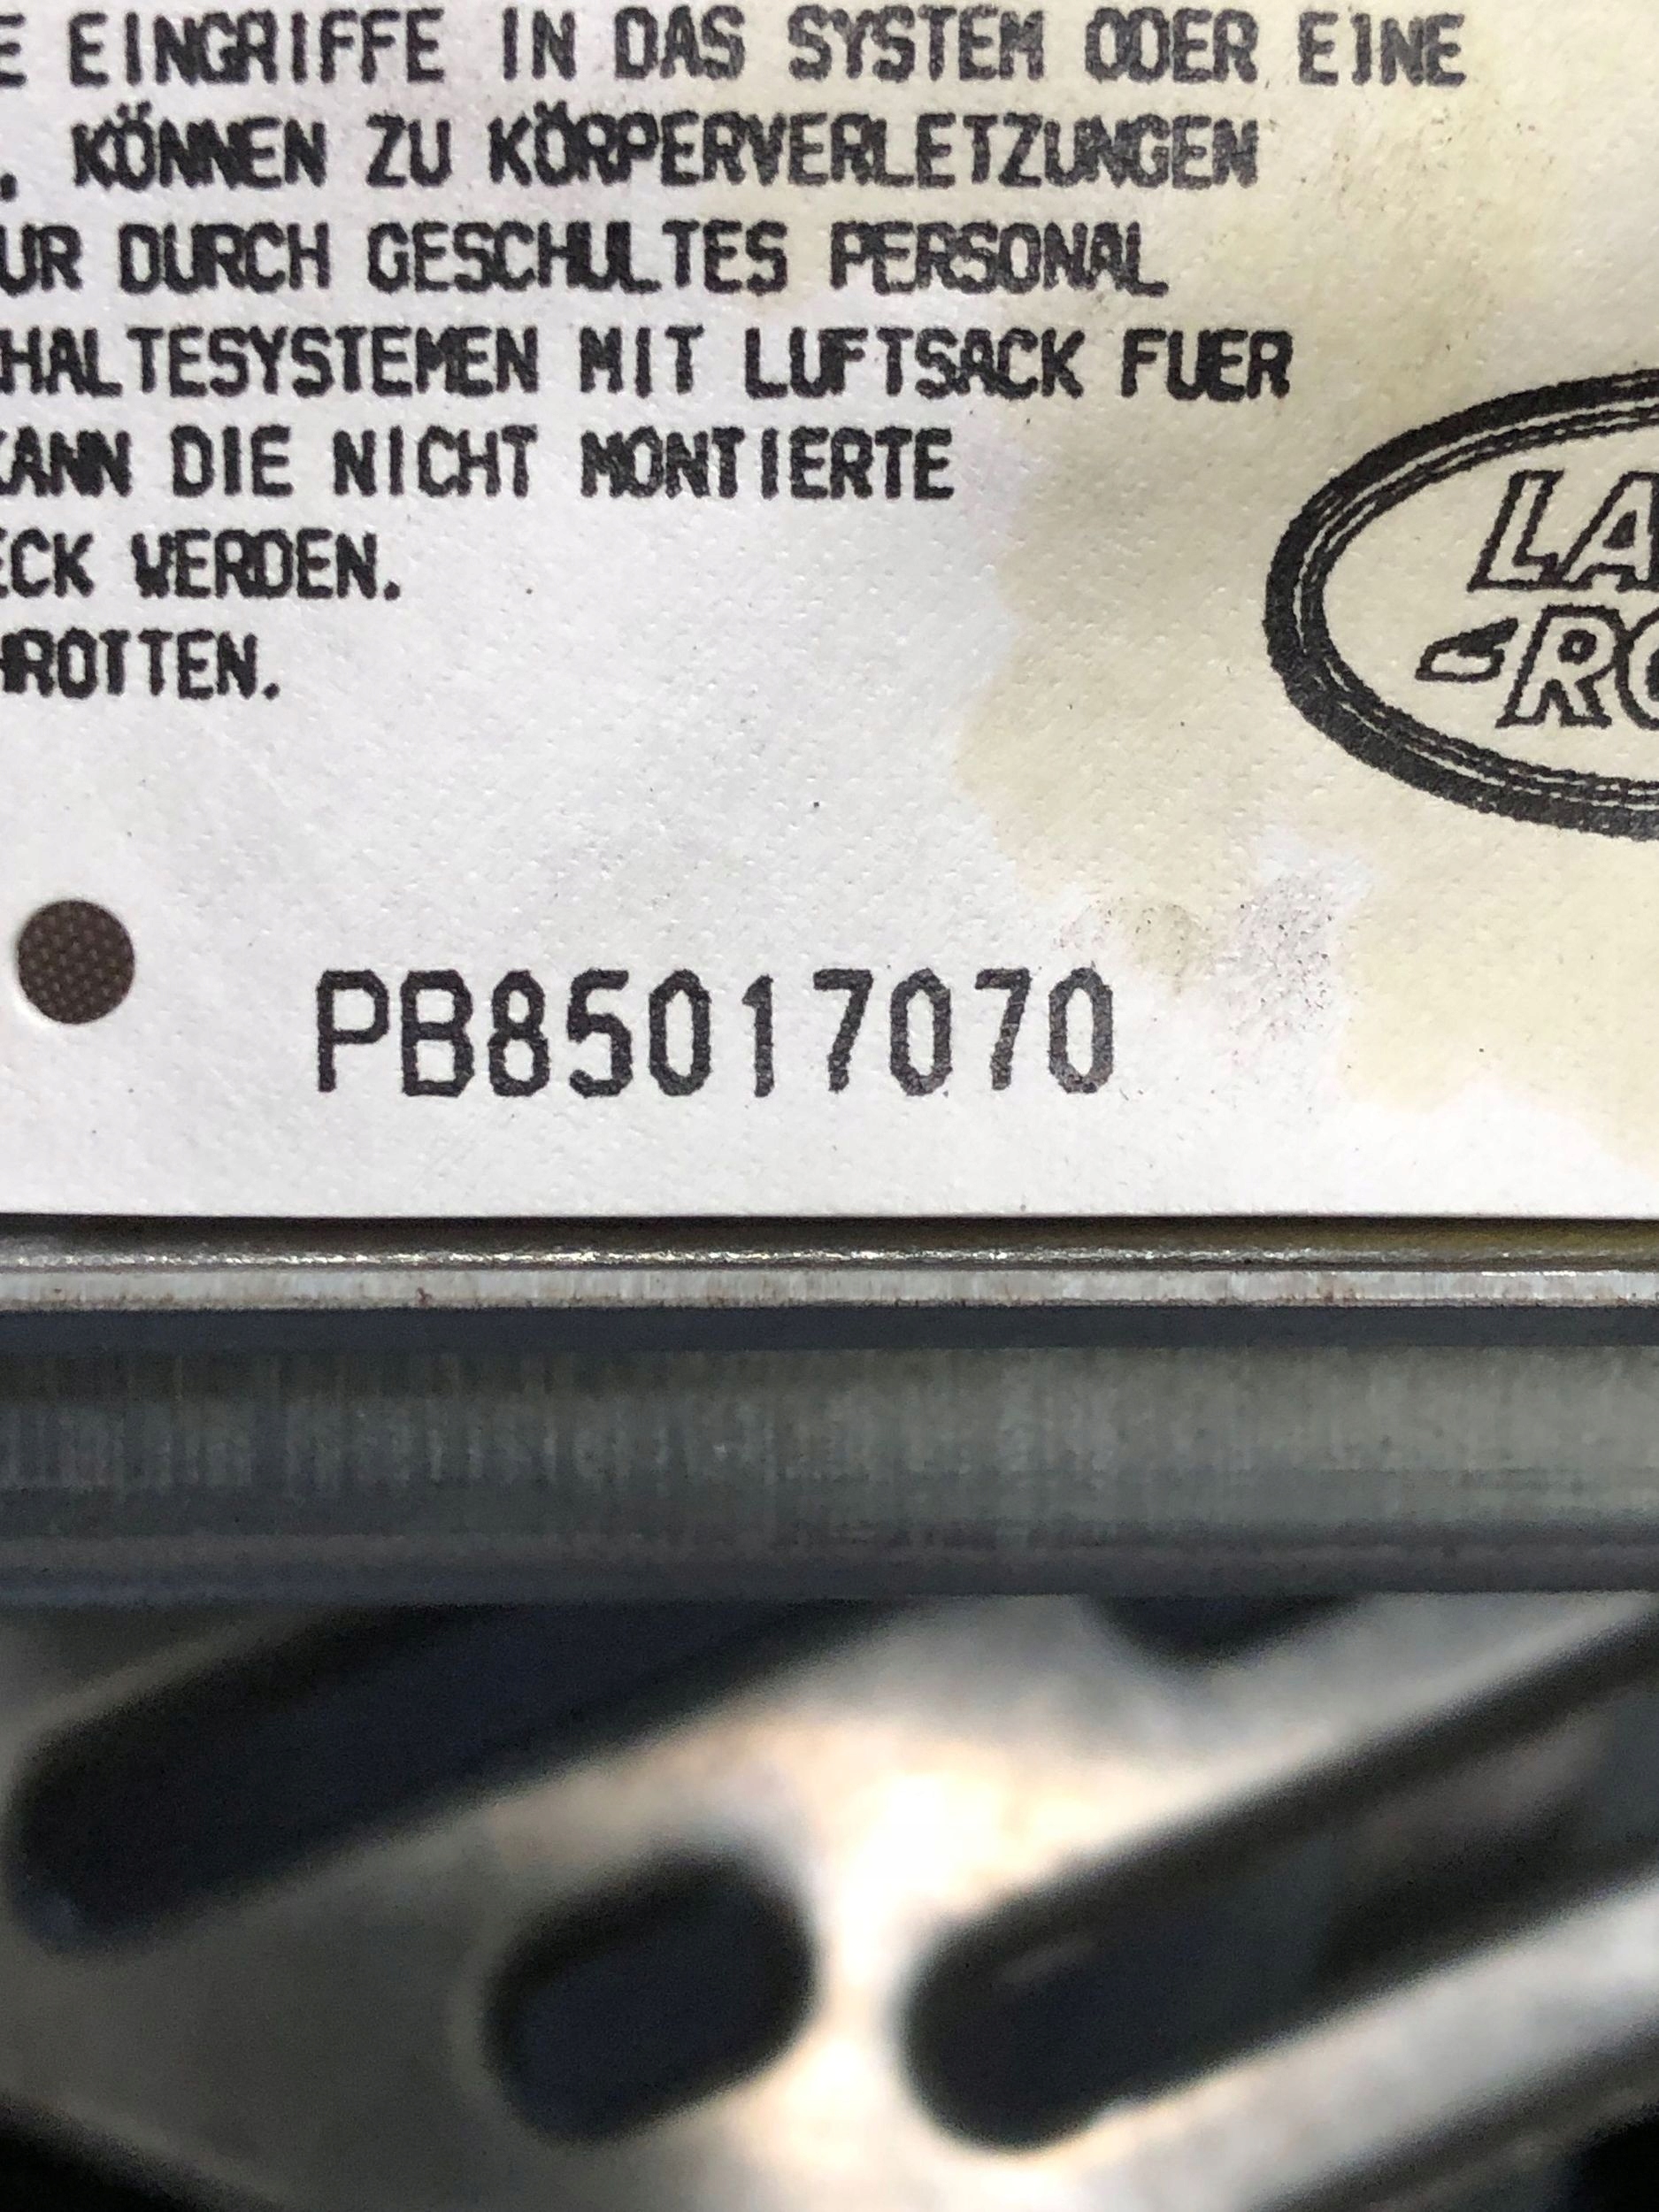 E EINGRIFFE IN DAS SYSTEM ODER EINE
, KÖNNEN ZU KÖRPERVERLETZUNGEN
UR DURCH GESCHULTES PERSONAL
HALTESYSTEMEN MIT LUFTSACK FUER
KANN DIE NICHT MONTIERTE
ECK WERDEN.
HROTTEN.
LA
RO
PB85017070